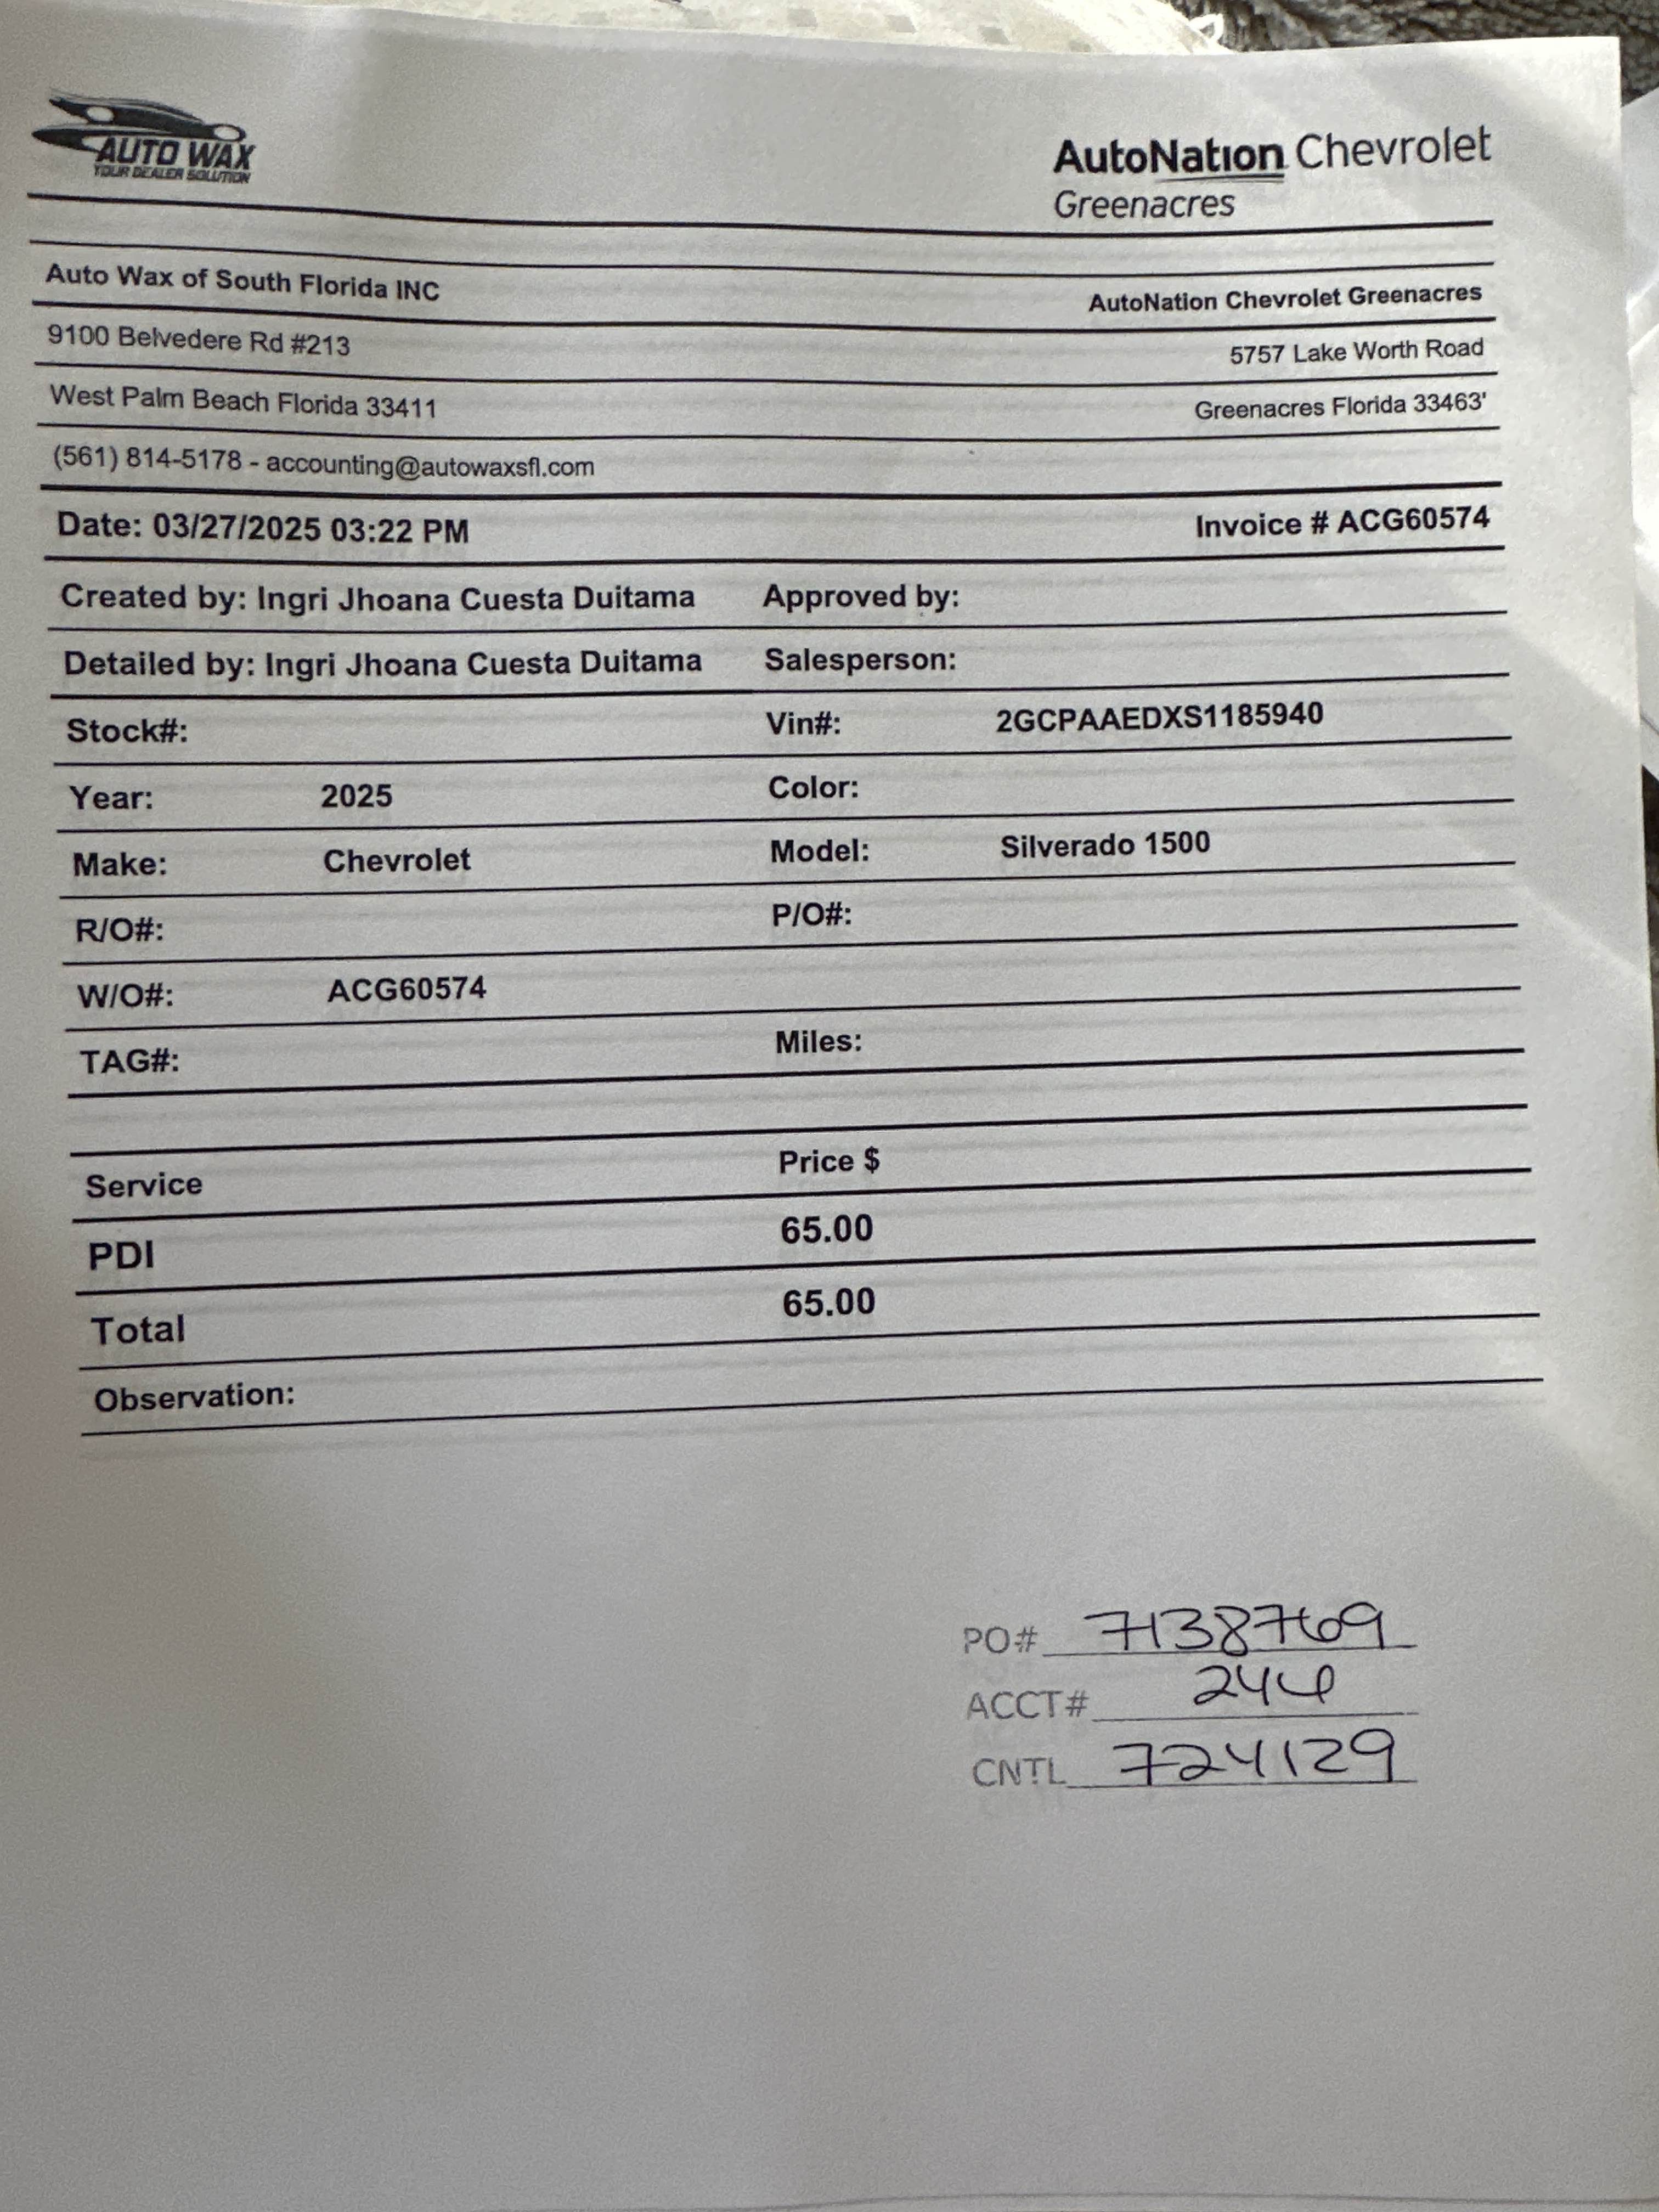 AUTO WAX
YOUR DEALER SOLUTION
AutoNation Chevrolet
Greenacres
Auto Wax of South Florida INC
AutoNation Chevrolet Greenacres
9100 Belvedere Rd #213
5757 Lake Worth Road
West Palm Beach Florida 33411
Greenacres Florida 33463'
(561) 814-5178 - accounting@autowaxsfl.com
Date: 03/27/2025 03:22 PM
Invoice # ACG60574
Created by: Ingri Jhoana Cuesta Duitama Approved by:
Detailed by: Ingri Jhoana Cuesta Duitama Salesperson:
Stock#: Vin#: 2GCPAAEDXS1185940
Year: 2025 Color:
Make: Chevrolet Model: Silverado 1500
R/O#: P/O#:
W/O#: ACG60574
TAG#: Miles:
Service Price $
PDI 65.00
Total 65.00
Observation:
PO# 7138769
ACCT#
CNTL 724129